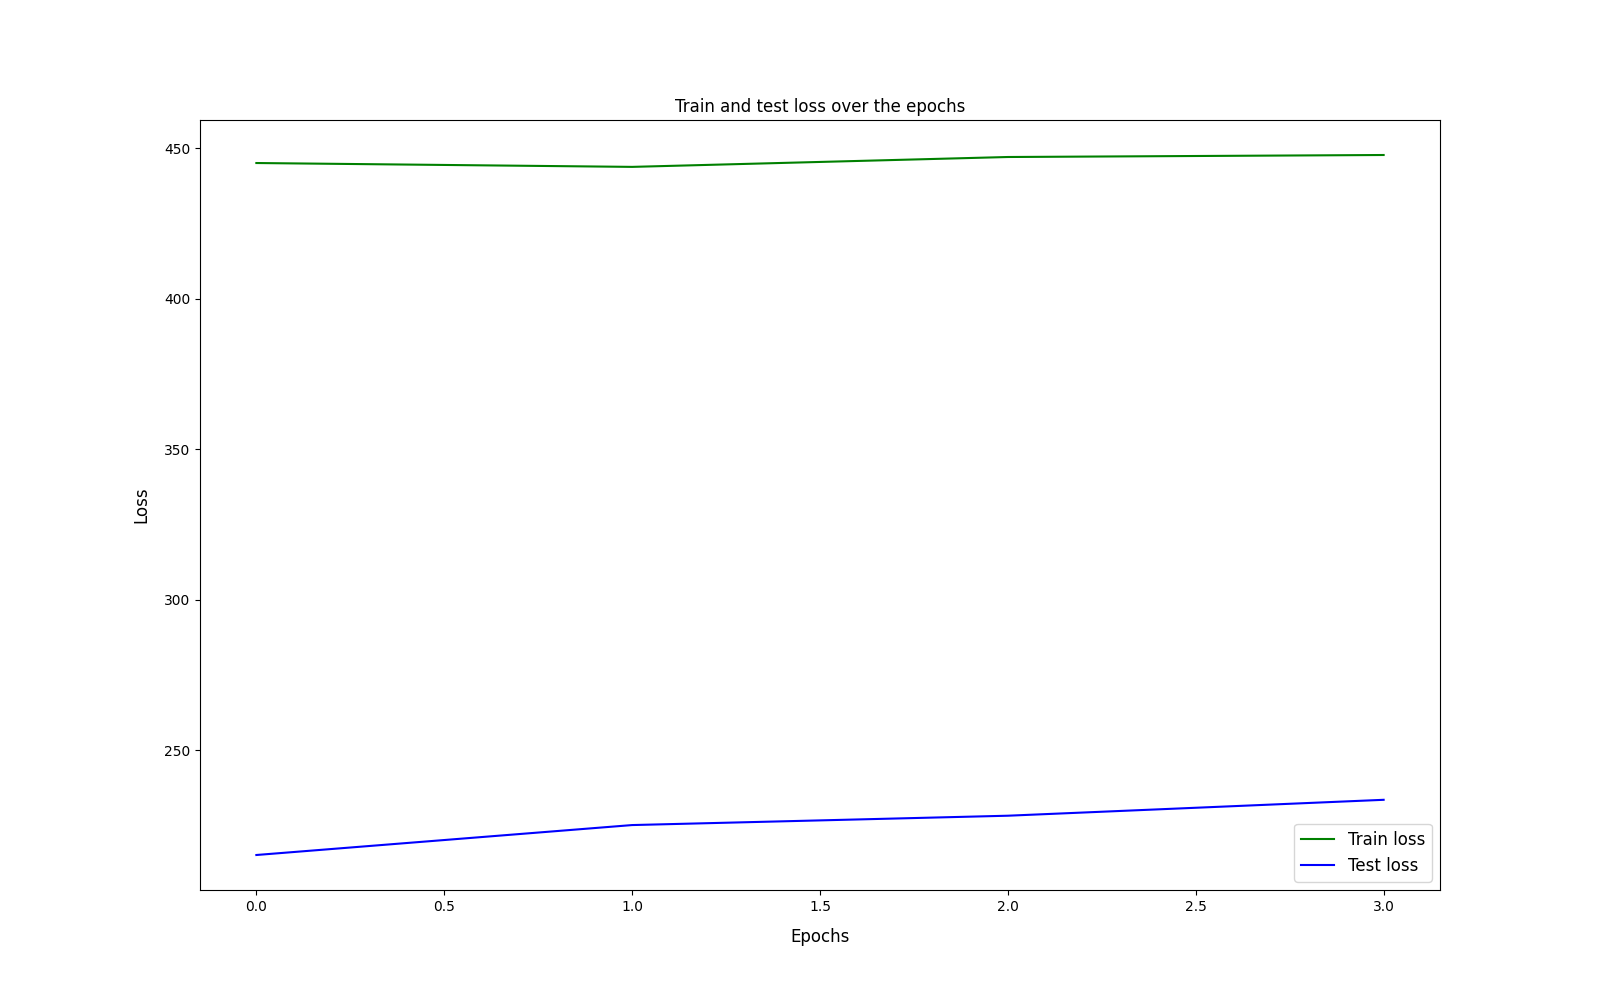 Train and test loss over the epochs
450
400
350
300
250
Loss
0.0 0.5 1.0 1.5 2.0 2.5 3.0
Epochs
Train loss
Test loss